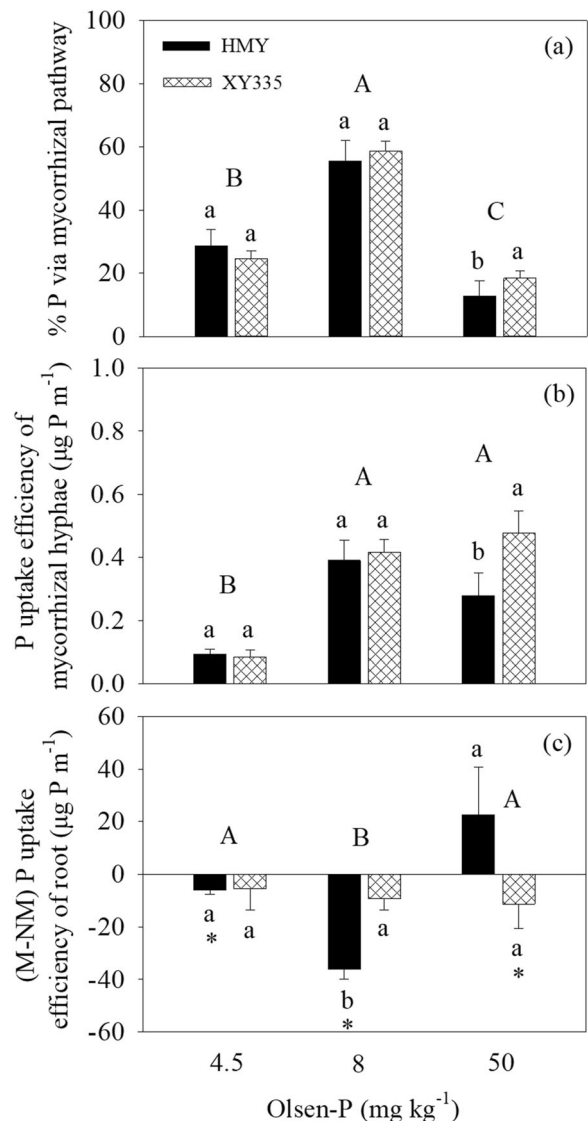 % P via mycorrhizal pathway
100
80
60
40
20
0
HMY
XY335
(a)
B
a a
A
a a
C
b a
P uptake efficiency of
mycorrhizal hyphae (μg P m⁻¹)
1.0
0.8
0.6
0.4
0.2
0.0
(b)
B
a a
A
a a
A
b a
(M-NM) P uptake
efficiency of root (μg P m⁻¹)
60
40
20
0
-20
-40
-60
(c)
A
a a
*
B
b a
*
a
A
a
*
4.5 8 50
Olsen-P (mg kg⁻¹)